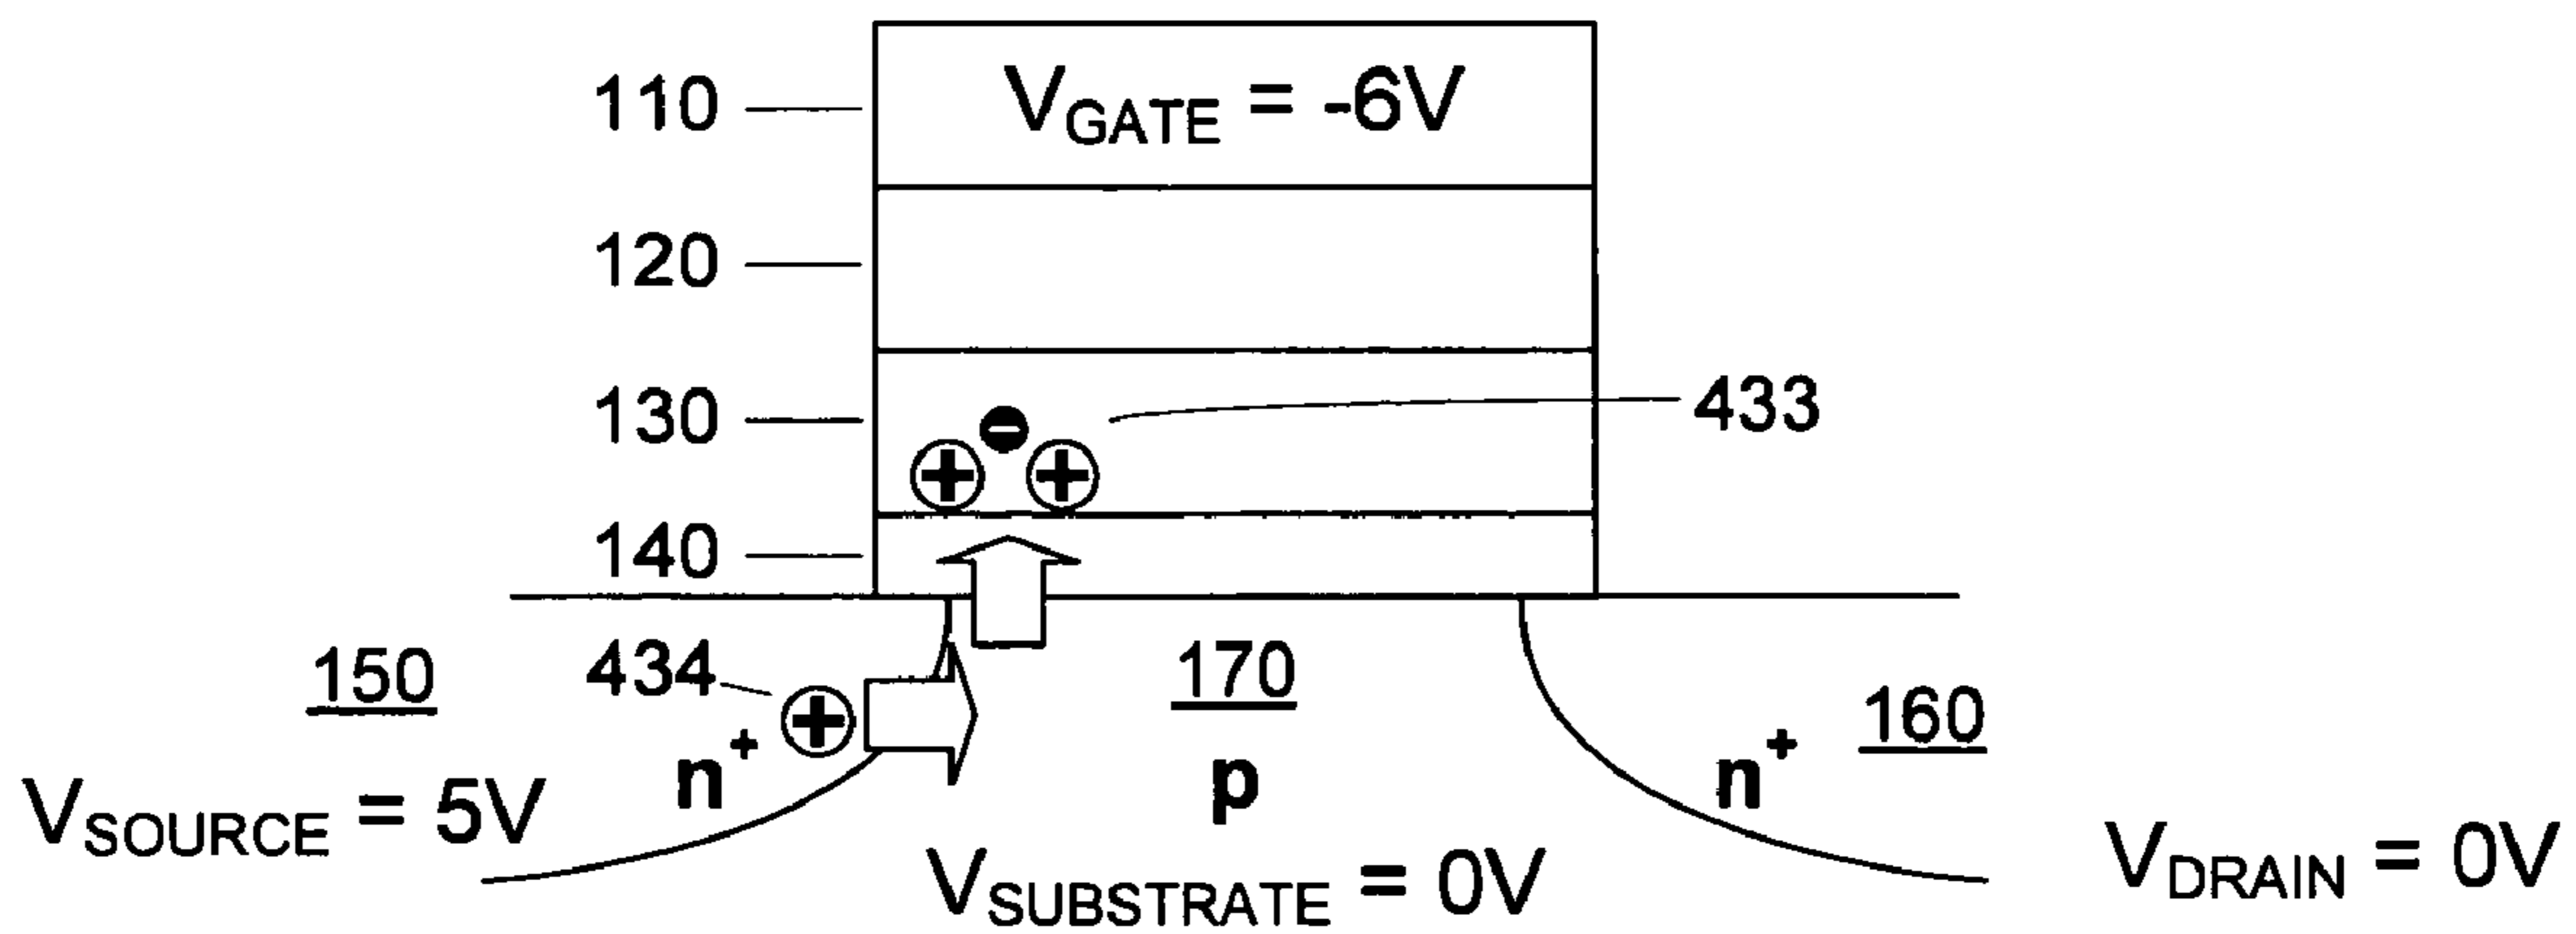 110
V_GATE = -6V
120
130
433
140
150
434
170
160
n+
p
n+
V_SOURCE = 5V
V_SUBSTRATE = 0V
V_DRAIN = 0V